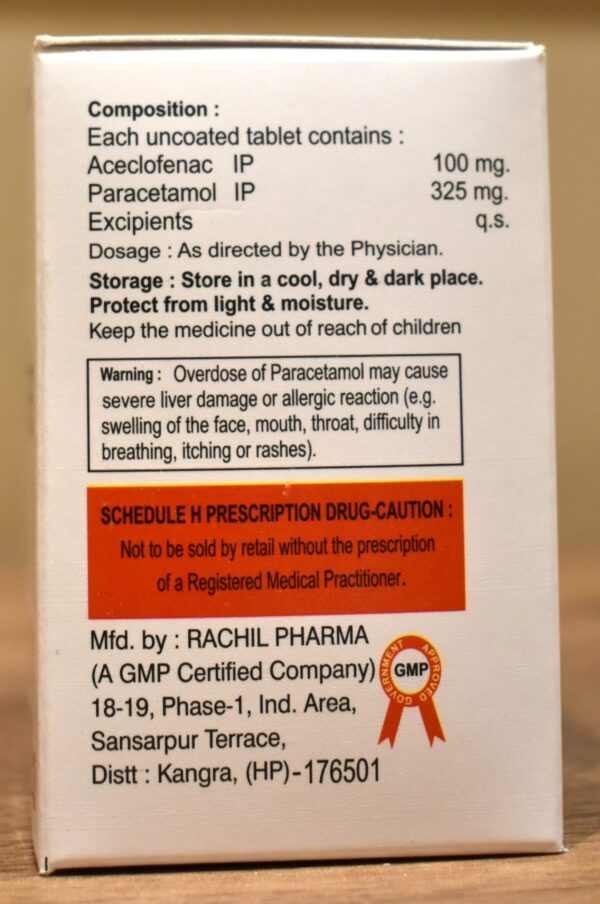 Composition :
Each uncoated tablet contains :
Aceclofenac IP 100 mg.
Paracetamol IP 325 mg.
Excipients q.s.
Dosage : As directed by the Physician.
Storage : Store in a cool, dry & dark place.
Protect from light & moisture.
Keep the medicine out of reach of children
Warning : Overdose of Paracetamol may cause
severe liver damage or allergic reaction (e.g.
swelling of the face, mouth, throat, difficulty in
breathing, itching or rashes).
SCHEDULE H PRESCRIPTION DRUG-CAUTION :
Not to be sold by retail without the prescription
of a Registered Medical Practitioner.
Mfd. by : RACHIL PHARMA
(A GMP Certified Company)
18-19, Phase-1, Ind. Area,
Sansarpur Terrace,
Distt : Kangra, (HP)-176501
GOVERNMENT APPROVED
GMP